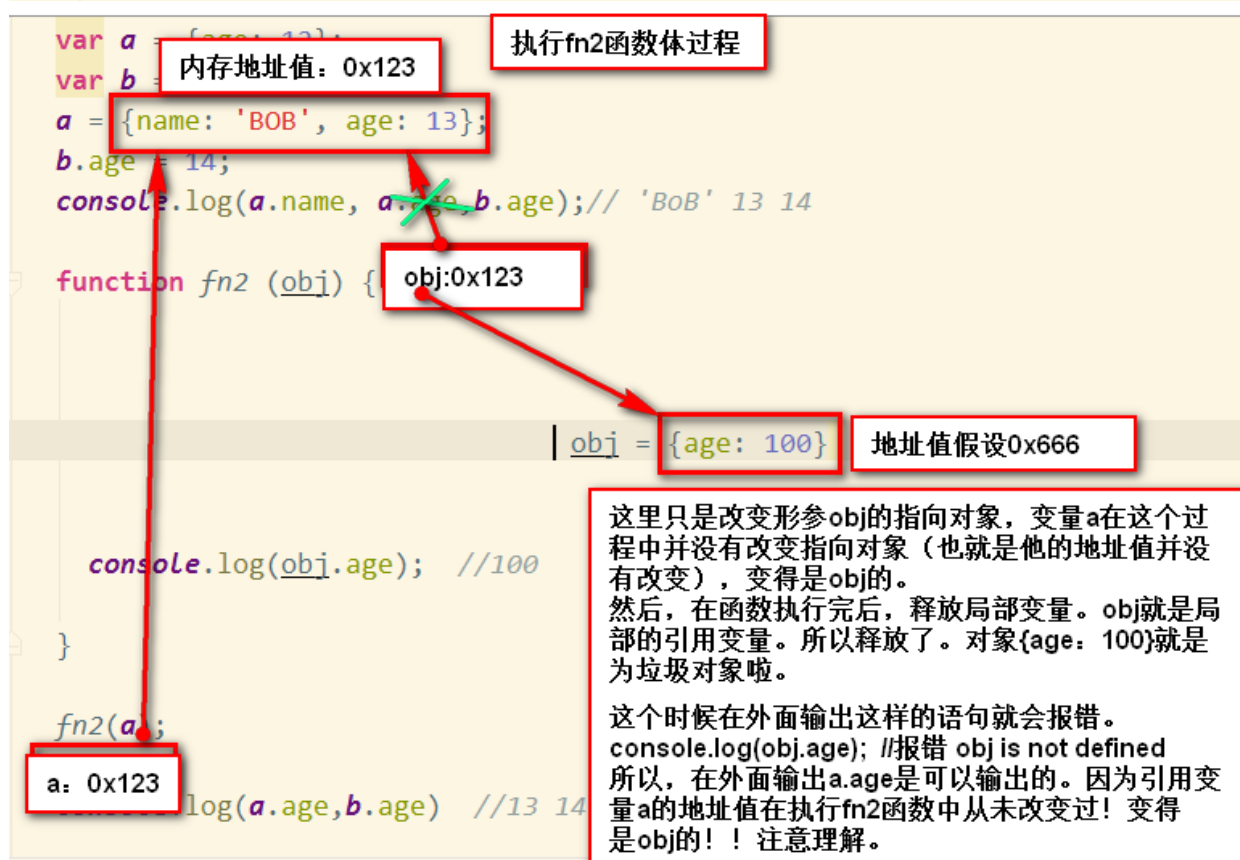 var a = {age: 12};
执行fn2函数体过程
内存地址值：0x123
var b =
a = {name: 'BOB', age: 13};
b.age = 14;
console.log(a.name, a.age,b.age);// 'BoB' 13 14
function fn2 (obj) {
obj:0x123
obj = {age: 100}
地址值假设0x666
这里只是改变形参obj的指向对象，变量a在这个过
程中并没有改变指向对象（也就是他的地址值并没
有改变），变得是obj的。
然后，在函数执行完后，释放局部变量。obj就是局
部的引用变量。所以释放了。对象{age：100}就是
为垃圾对象啦。
console.log(obj.age);  //100
}
这个时候在外面输出这样的语句就会报错。
console.log(obj.age); //报错 obj is not defined
所以，在外面输出a.age是可以输出的。因为引用变
量a的地址值在执行fn2函数中从未改变过！变得
是obj的！！注意理解。
fn2(a);
a：0x123
.log(a.age,b.age)  //13 14